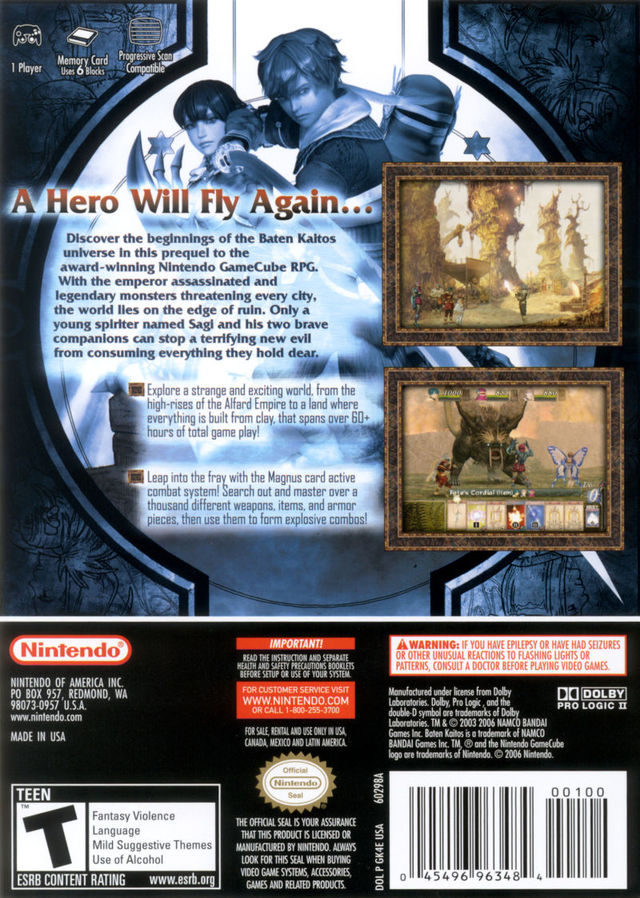 1 Player
Memory Card
Uses 6 Blocks
Progressive Scan
Compatible
A Hero Will Fly Again...
Discover the beginnings of the Baten Kaitos
universe in this prequel to the
award-winning Nintendo GameCube RPG.
With the emperor assassinated and
legendary monsters threatening every city,
the world lies on the edge of ruin. Only a
young spiriter named Sagi and his two brave
companions can stop a terrifying new evil
from consuming everything they hold dear.
Explore a strange and exciting world, from the
high-rises of the Alfard Empire to a land where
everything is built from clay, that spans over 60+
hours of total game play!
Leap into the fray with the Magnus card active
combat system! Search out and master over a
thousand different weapons, items, and armor
pieces, then use them to form explosive combos!
1000
Fate's Cordial Item
Nintendo®
NINTENDO OF AMERICA INC.
PO BOX 957, REDMOND, WA
98073-0957 U.S.A.
www.nintendo.com
MADE IN USA
IMPORTANT!
READ THE INSTRUCTION AND SEPARATE
HEALTH AND SAFETY PRECAUTIONS BOOKLETS
BEFORE SETUP OR USE OF YOUR SYSTEM.
FOR CUSTOMER SERVICE VISIT
WWW.NINTENDO.COM
OR CALL 1-800-255-3700
FOR SALE, RENTAL AND USE ONLY IN USA,
CANADA, MEXICO AND LATIN AMERICA.
Official
Nintendo
Seal
THE OFFICIAL SEAL IS YOUR ASSURANCE
THAT THIS PRODUCT IS LICENSED OR
MANUFACTURED BY NINTENDO. ALWAYS
LOOK FOR THIS SEAL WHEN BUYING
VIDEO GAME SYSTEMS, ACCESSORIES,
GAMES AND RELATED PRODUCTS.
WARNING: IF YOU HAVE EPILEPSY OR HAVE HAD SEIZURES
OR OTHER UNUSUAL REACTIONS TO FLASHING LIGHTS OR
PATTERNS, CONSULT A DOCTOR BEFORE PLAYING VIDEO GAMES.
Manufactured under license from Dolby
Laboratories. Dolby, Pro Logic , and the
double-D symbol are trademarks of Dolby
Laboratories. TM & © 2003 2006 NAMCO BANDAI
Games Inc. Baten Kaitos is a trademark of NAMCO
BANDAI Games Inc. TM, ® and the Nintendo GameCube
logo are trademarks of Nintendo. © 2006 Nintendo.
DOLBY
PRO LOGIC II
TEEN
T
TM
Fantasy Violence
Language
Mild Suggestive Themes
Use of Alcohol
ESRB CONTENT RATING www.esrb.org
DOL P GK4E USA 60298A
00100
0 45496 96348 4